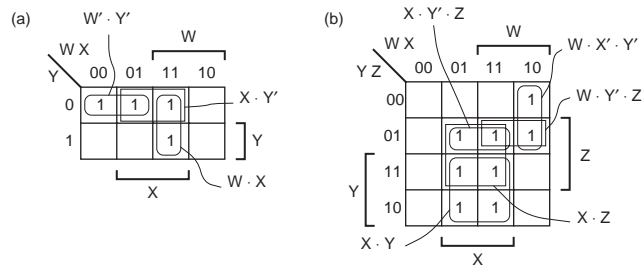 (a)
W′ · Y′
W X
W
Y
00 01 11 10
0 1 1 1
X · Y′
1 1
Y
X
W · X
(b)
X · Y′ · Z
W X
W
W · X′ · Y′
Y Z
00 01 11 10
00 1
W · Y′ · Z
01 1 1 1
Z
Y
11 1 1
10 1 1
X · Z
X · Y
X